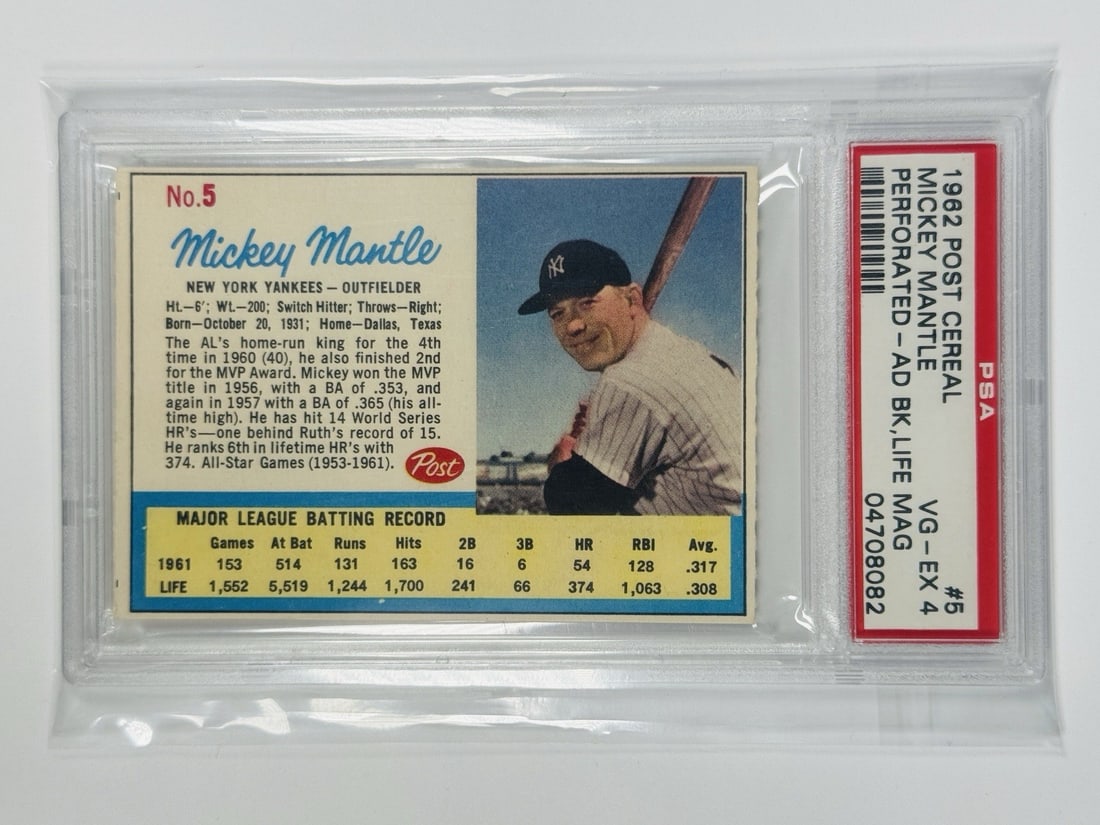 No.5
Mickey Mantle
NEW YORK YANKEES – OUTFIELDER
Ht.–6'; Wt.–200; Switch Hitter; Throws–Right;
Born–October 20, 1931; Home–Dallas, Texas
The AL's home-run king for the 4th
time in 1960 (40), he also finished 2nd
for the MVP Award. Mickey won the MVP
title in 1956, with a BA of .353, and
again in 1957 with a BA of .365 (his all-
time high). He has hit 14 World Series
HR's—one behind Ruth's record of 15.
He ranks 6th in lifetime HR's with
374. All-Star Games (1953-1961).
Post
NY
MAJOR LEAGUE BATTING RECORD
Games At Bat Runs Hits 2B 3B HR RBI Avg.
1961 153 514 131 163 16 6 54 128 .317
LIFE 1,552 5,519 1,244 1,700 241 66 374 1,063 .308
PSA
1962 POST CEREAL #5
MICKEY MANTLE VG-EX 4
PERFORATED-AD BK,LIFE MAG
04708082